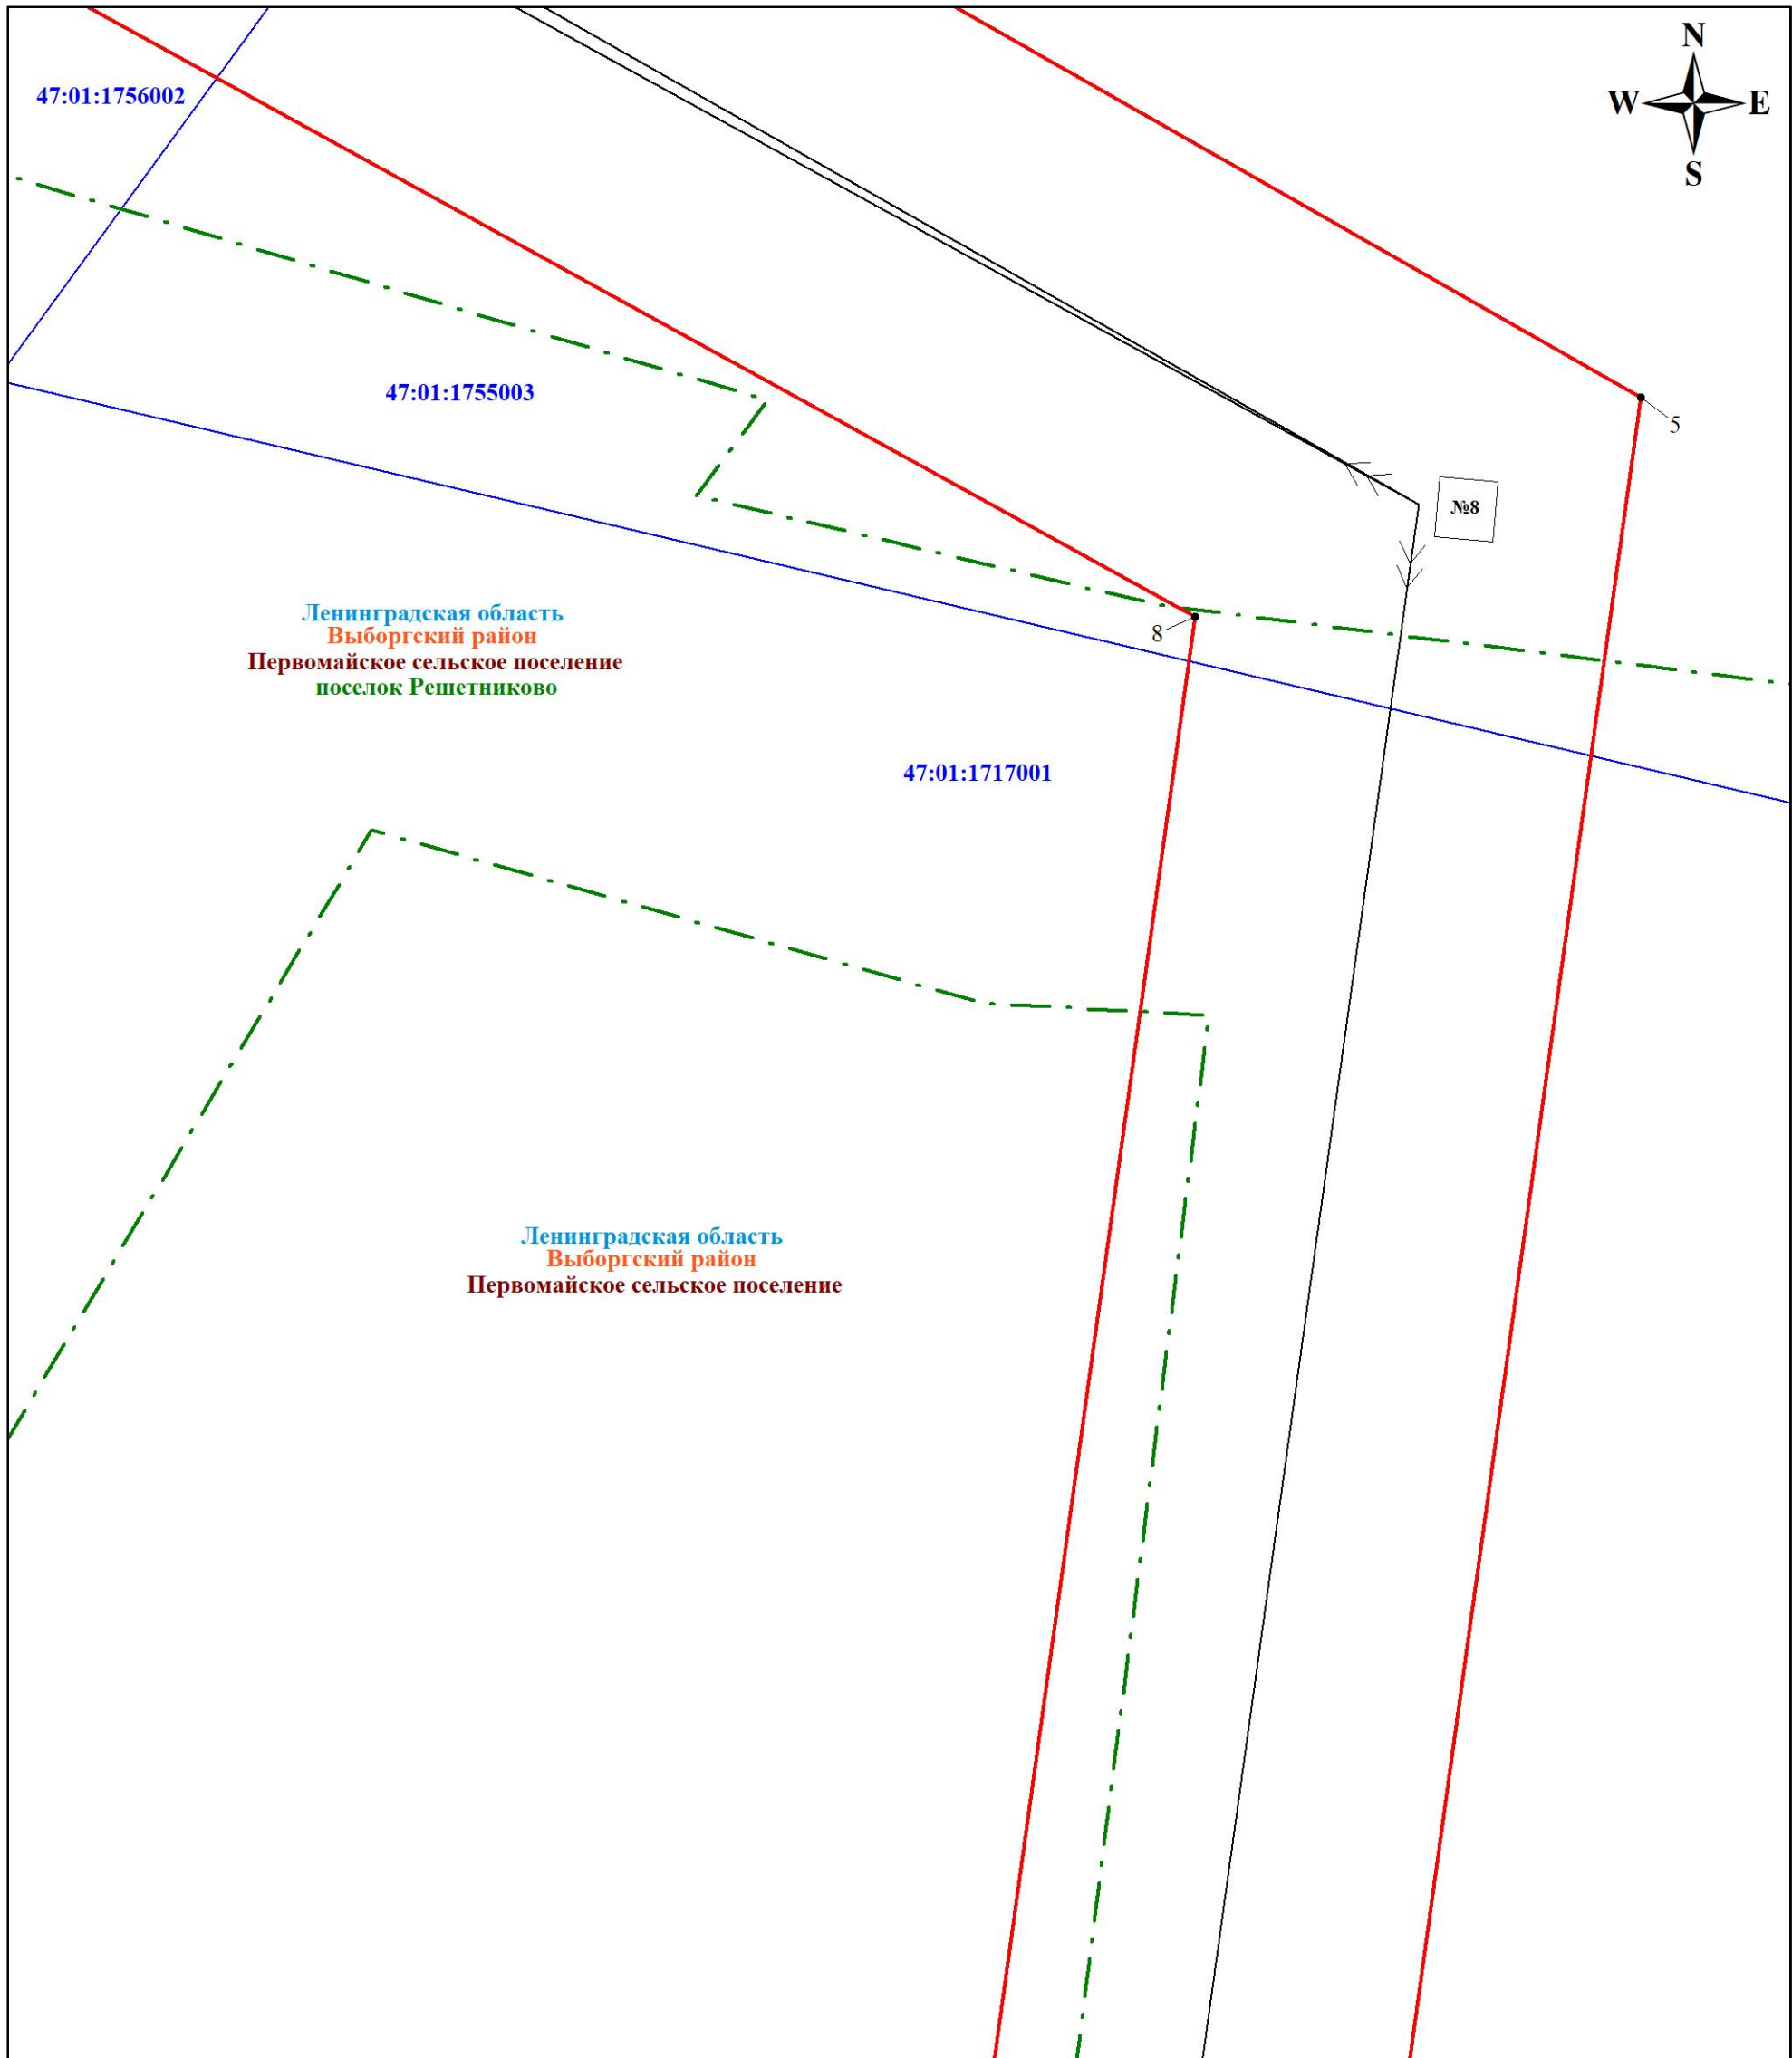 N
47:01:1756002
W E
S
47:01:1755003
5
№8
Ленинградская область
Выборгский район
Первомайское сельское поселение
поселок Решетниково
8
47:01:1717001
Ленинградская область
Выборгский район
Первомайское сельское поселение